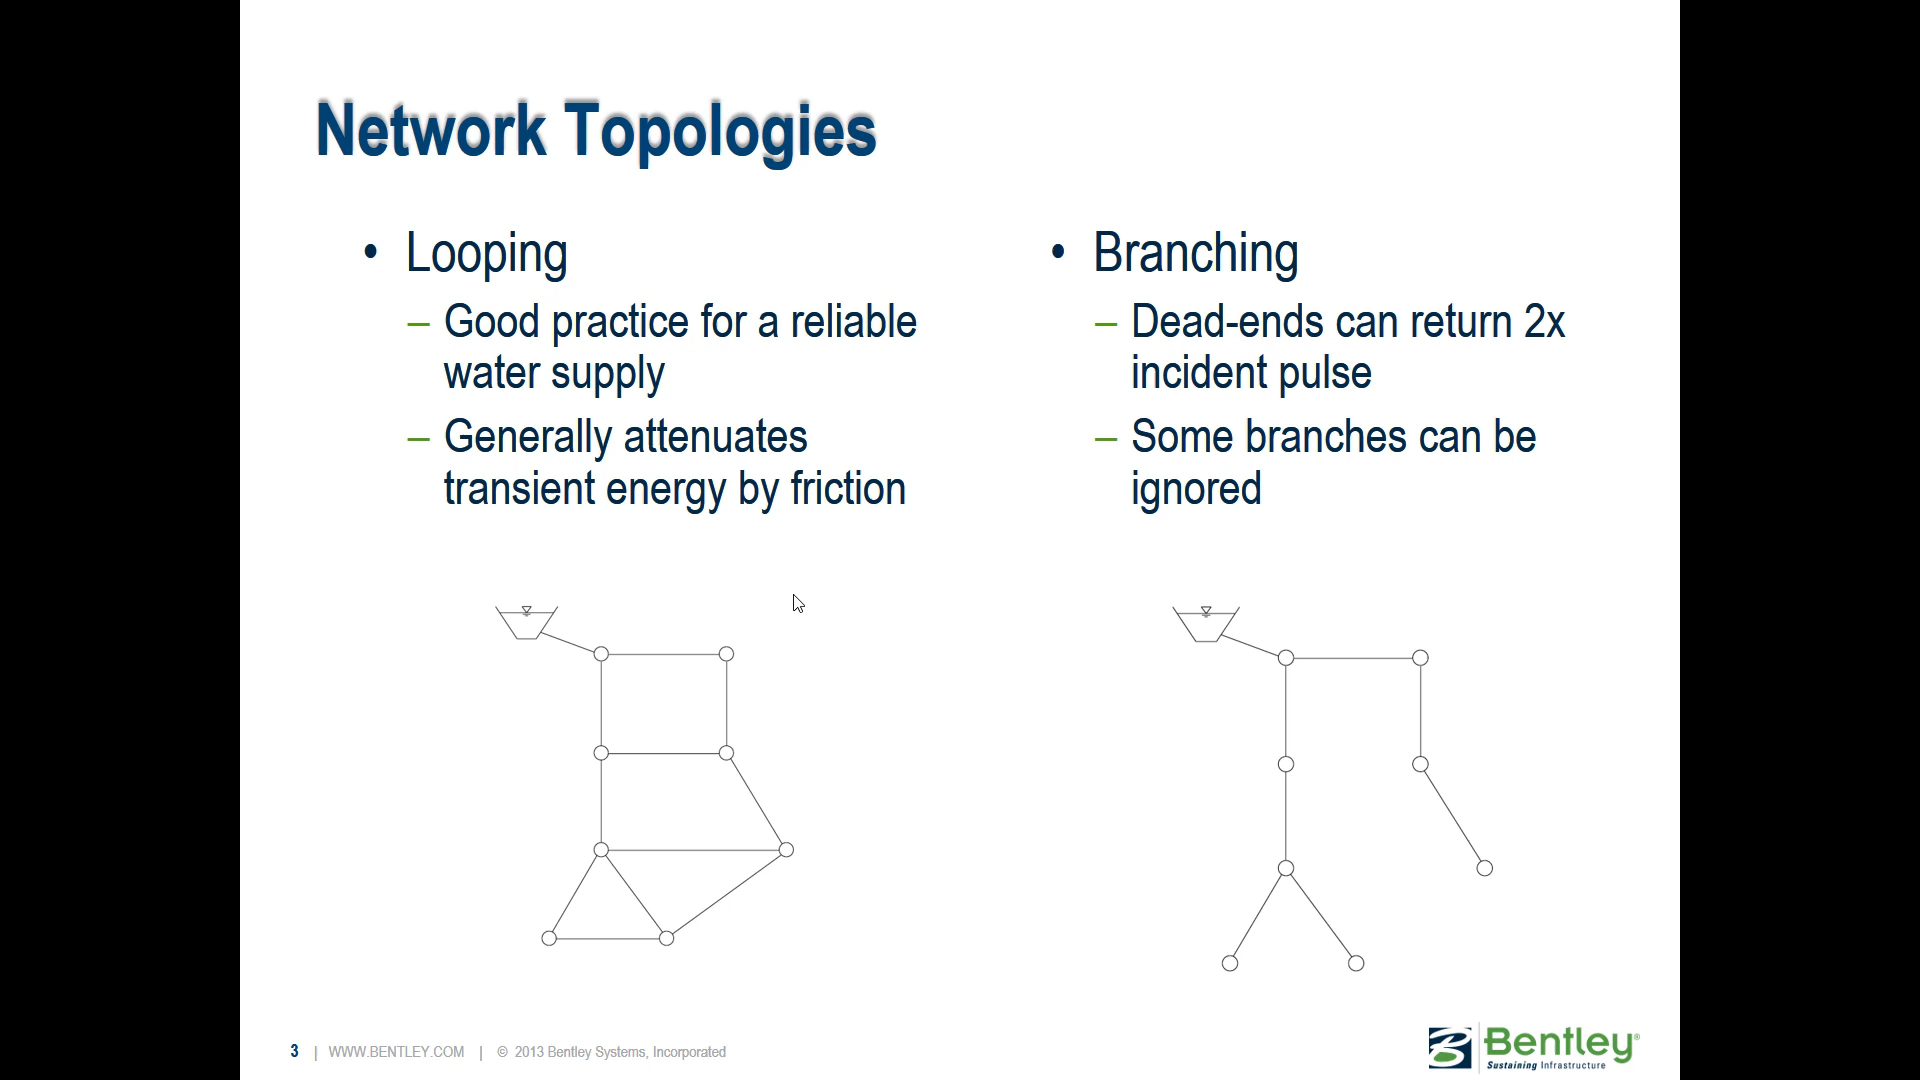 Network Topologies
• Looping
– Good practice for a reliable
water supply
– Generally attenuates
transient energy by friction
• Branching
– Dead-ends can return 2x
incident pulse
– Some branches can be
ignored
3 | WWW.BENTLEY.COM | © 2013 Bentley Systems, Incorporated
Bentley®
Sustaining Infrastructure